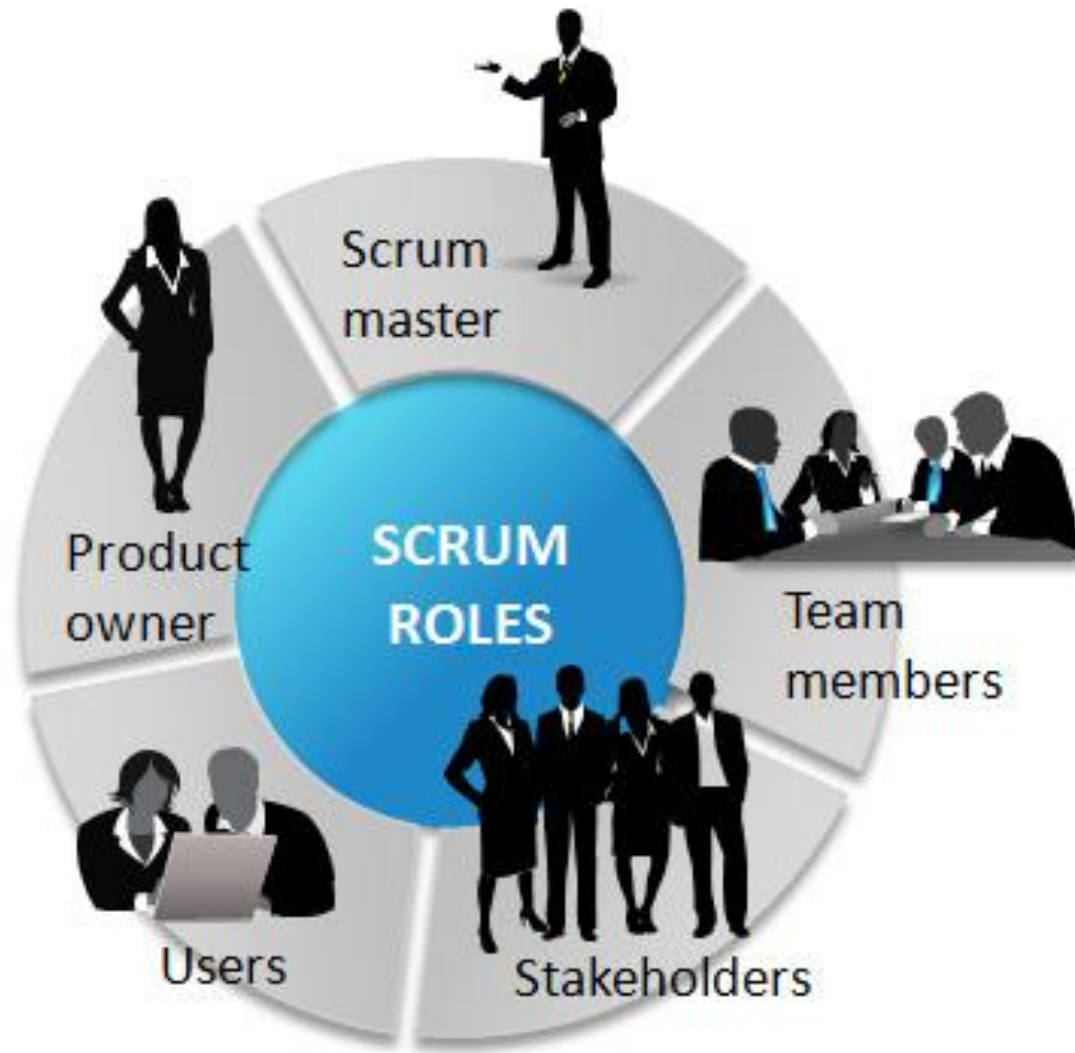 Scrum
master
Product
owner
SCRUM
ROLES
Team
members
Users
Stakeholders